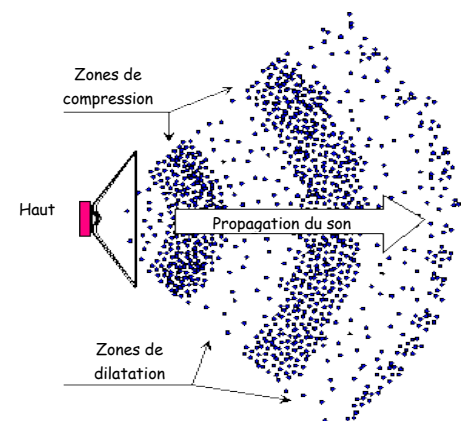 Zones de
compression
Haut
Propagation du son
Zones de
dilatation